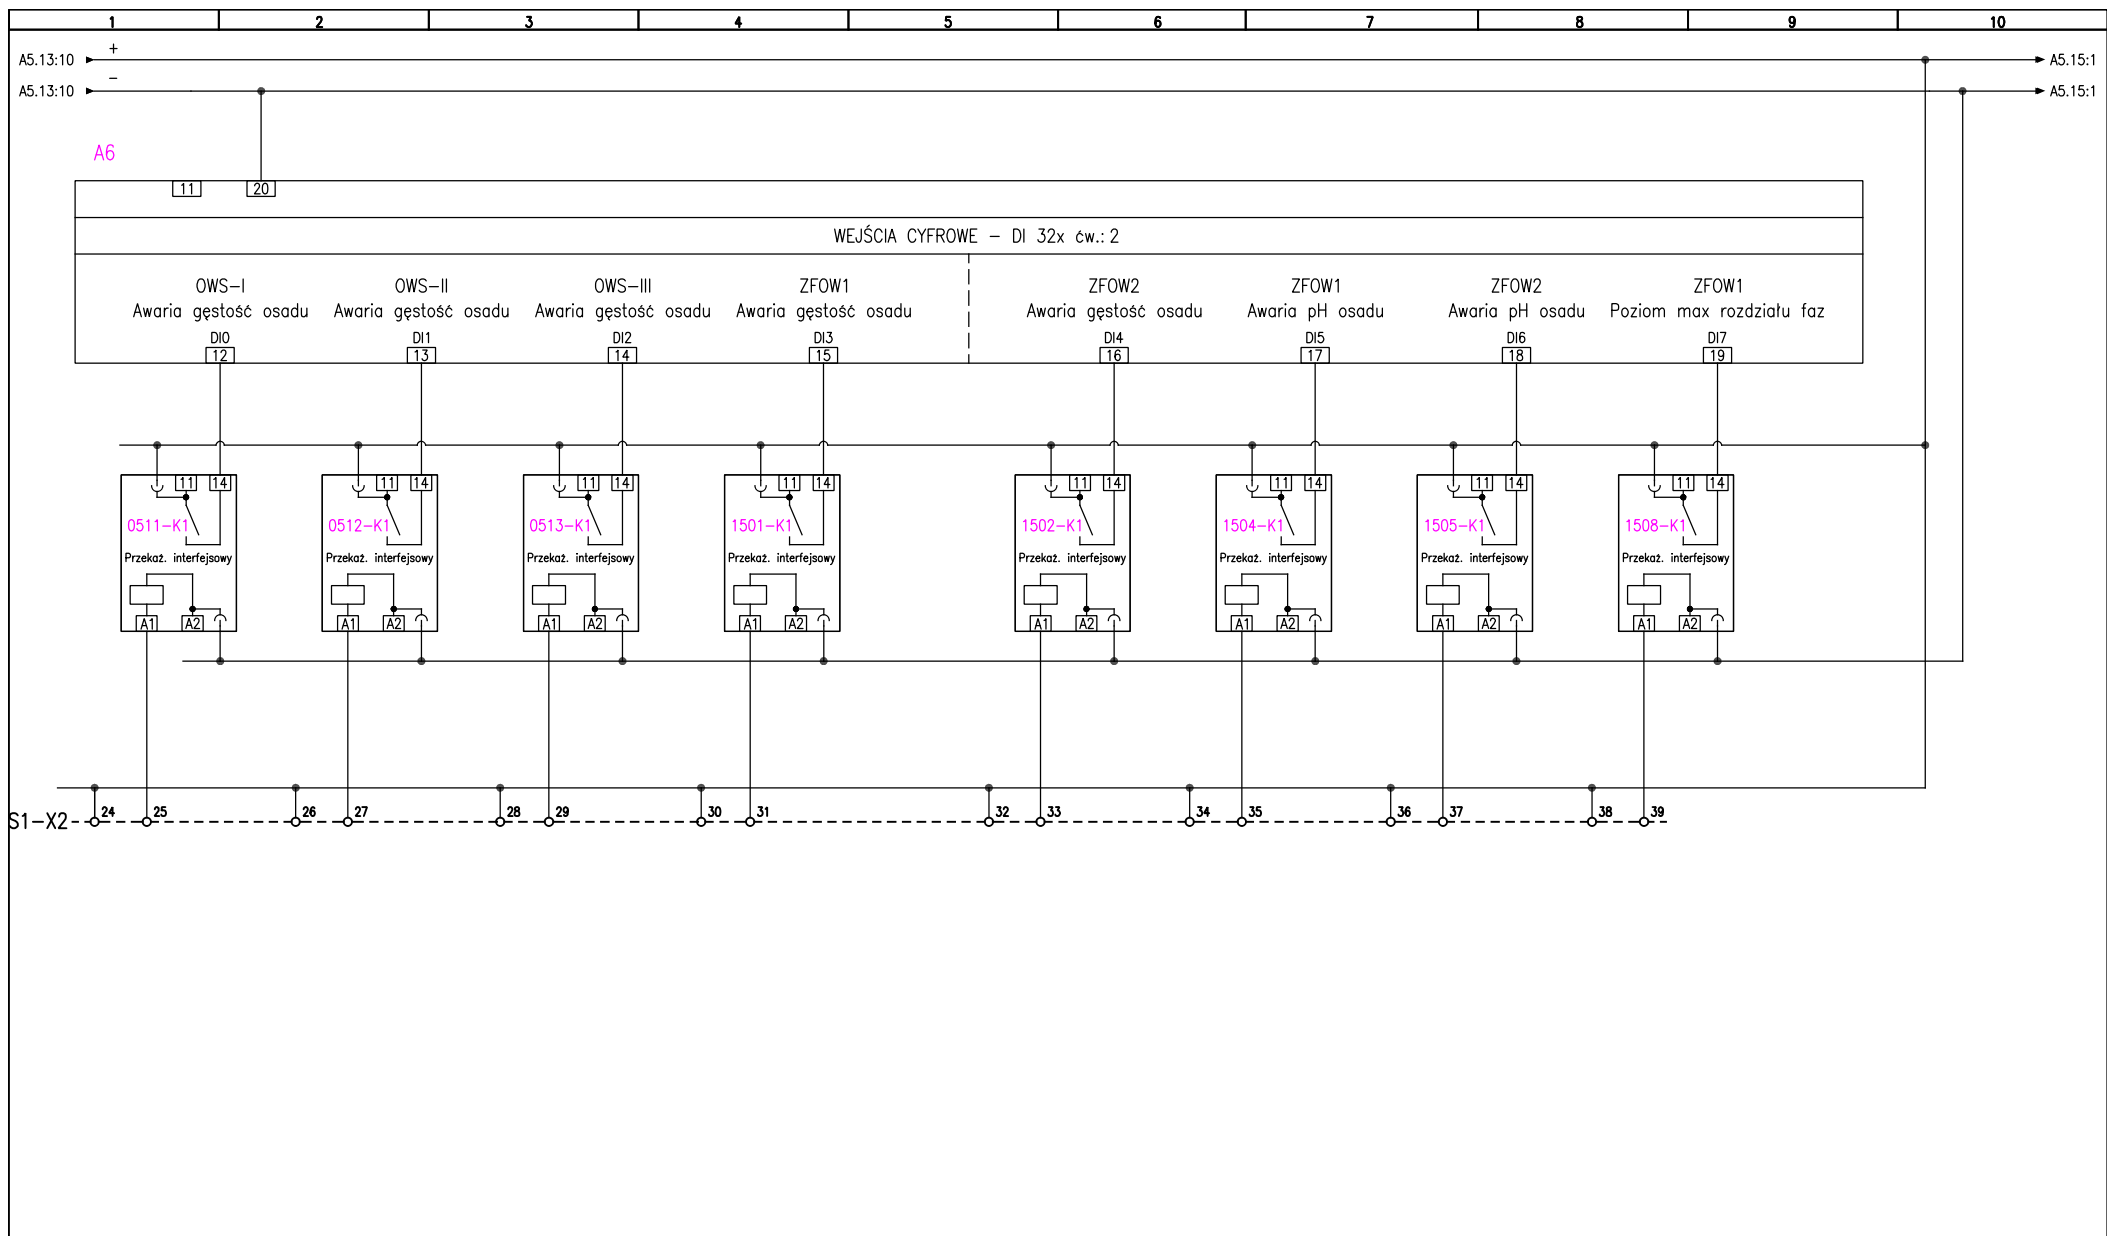 1 2 3 4 5 6 7 8 9 10
+
A5.13:10 A5.15:1
−
A5.13:10 A5.15:1
A6
11 20
WEJŚCIA CYFROWE − DI 32x ćw.: 2
OWS−I OWS−II OWS−III ZFOW1 ZFOW2 ZFOW1 ZFOW2 ZFOW1
Awaria gęstość osadu Awaria gęstość osadu Awaria gęstość osadu Awaria gęstość osadu Awaria gęstość osadu Awaria pH osadu Awaria pH osadu Poziom max rozdziału faz
DI0 DI1 DI2 DI3 DI4 DI5 DI6 DI7
12 13 14 15 16 17 18 19
11 14 11 14 11 14 11 14 11 14 11 14 11 14 11 14
0511−K1 0512−K1 0513−K1 1501−K1 1502−K1 1504−K1 1505−K1 1508−K1
Przekaź. interfejsowy Przekaź. interfejsowy Przekaź. interfejsowy Przekaź. interfejsowy Przekaź. interfejsowy Przekaź. interfejsowy Przekaź. interfejsowy Przekaź. interfejsowy
A1 A2 A1 A2 A1 A2 A1 A2 A1 A2 A1 A2 A1 A2 A1 A2
S1−X2 24 25 26 27 28 29 30 31 32 33 34 35 36 37 38 39